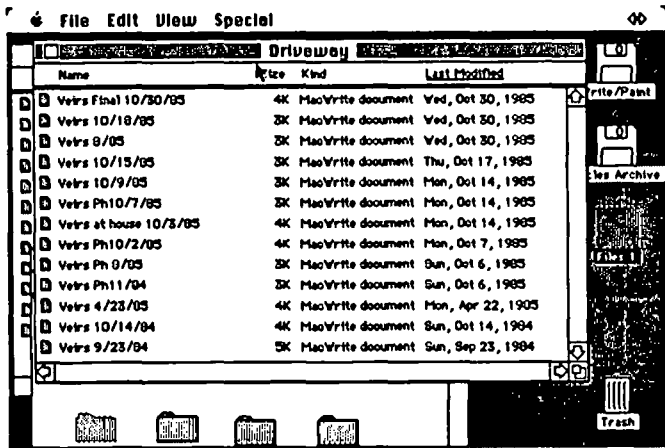 File Edit View Special
Driveway
Name Size Kind Last Modified
Veirs Final 10/30/85 4K MacWrite document Wed, Oct 30, 1985
Veirs 10/18/85 3K MacWrite document Wed, Oct 30, 1985
Veirs 8/85 3K MacWrite document Wed, Oct 30, 1985
Veirs 10/15/85 3K MacWrite document Thu, Oct 17, 1985
Veirs 10/9/85 3K MacWrite document Mon, Oct 14, 1985
Veirs Ph10/7/85 3K MacWrite document Mon, Oct 14, 1985
Veirs at house 10/3/85 4K MacWrite document Mon, Oct 14, 1985
Veirs Ph10/2/85 4K MacWrite document Mon, Oct 7, 1985
Veirs Ph 8/85 3K MacWrite document Sun, Oct 6, 1985
Veirs Ph11/84 3K MacWrite document Sun, Oct 6, 1985
Veirs 4/23/85 4K MacWrite document Mon, Apr 22, 1985
Veirs 10/14/84 4K MacWrite document Sun, Oct 14, 1984
Veirs 9/23/84 5K MacWrite document Sun, Sep 23, 1984
rite/Paint
les Archive
Files 1
Trash